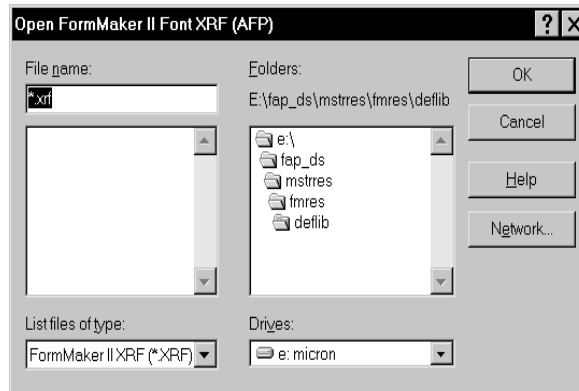 Open FormMaker II Font XRF (AFP)
? X
File name:
*.xrf
Folders:
E:\fap_ds\mstrres\fmres\deflib
e:\
fap_ds
mstrres
fmres
deflib
OK
Cancel
Help
Network...
List files of type:
FormMaker II XRF (*.XRF)
Drives:
e: micron